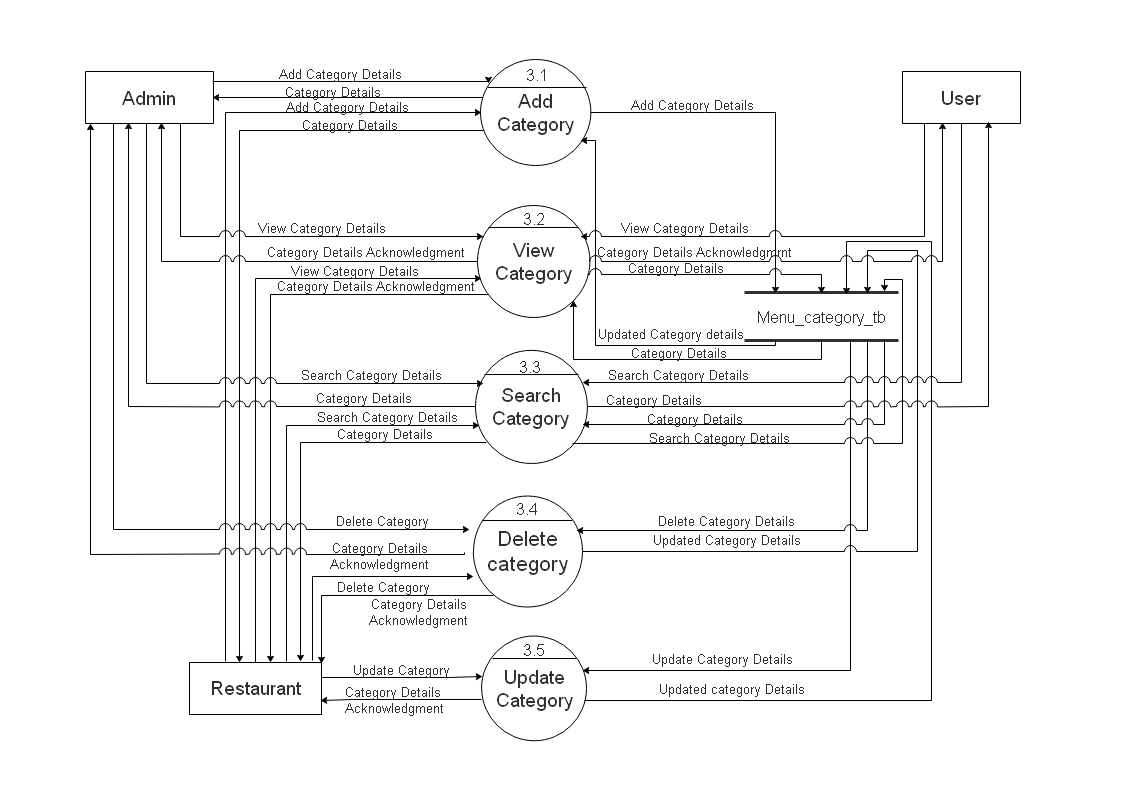 Admin
User
Add Category Details
Category Details
Add Category Details
Category Details
3.1
Add
Category
Add Category Details
View Category Details
Category Details Acknowledgment
View Category Details
Category Details Acknowledgment
3.2
View
Category
View Category Details
Category Details Acknowledgmnt
Category Details
Menu_category_tb
Updated Category details
Category Details
Search Category Details
Category Details
Search Category Details
Category Details
3.3
Search
Category
Search Category Details
Category Details
Category Details
Search Category Details
Delete Category
Category Details
Acknowledgment
Delete Category
Category Details
Acknowledgment
3.4
Delete
category
Delete Category Details
Updated Category Details
Restaurant
Update Category
Category Details
Acknowledgment
3.5
Update
Category
Update Category Details
Updated category Details